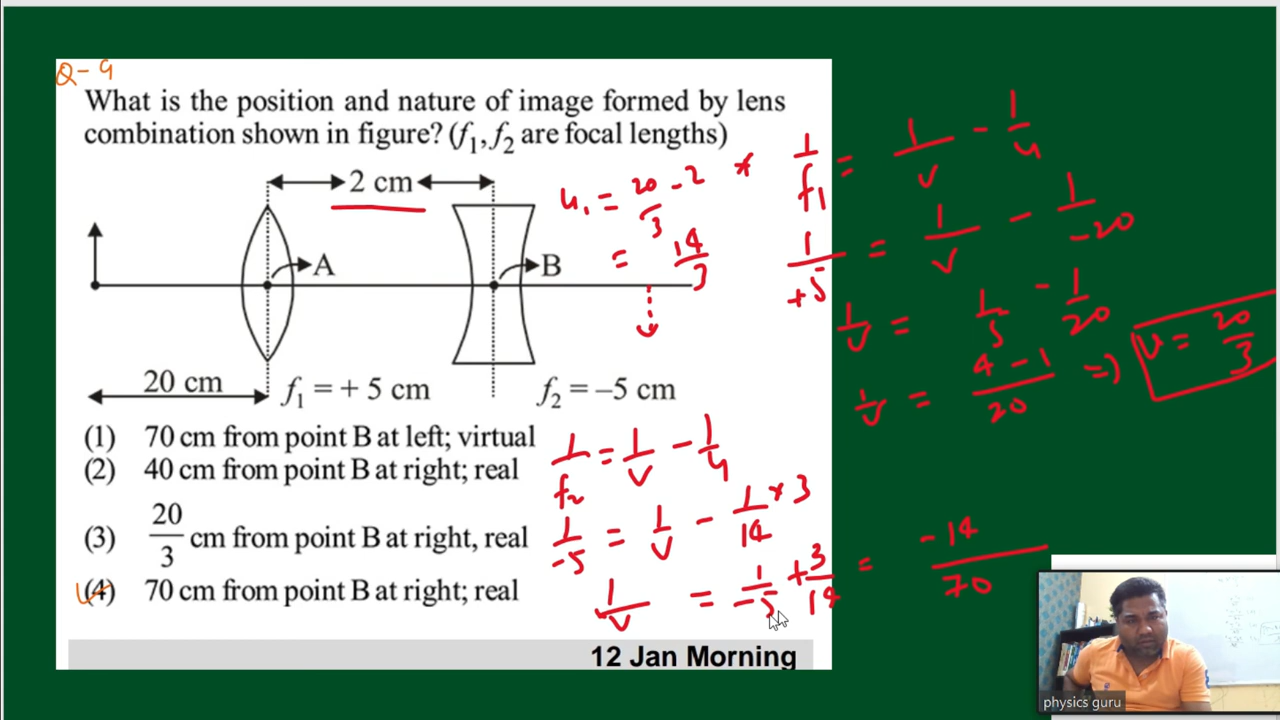 Q-9
What is the position and nature of image formed by lens
combination shown in figure? (f₁, f₂ are focal lengths)
2 cm
A
B
20 cm
f₁ = + 5 cm
f₂ = –5 cm
(1) 70 cm from point B at left; virtual
(2) 40 cm from point B at right; real
(3) 20/3 cm from point B at right, real
(4) 70 cm from point B at right; real
12 Jan Morning
u₁ = 20/3 - 2
= 14/3
* 1/f₁ = 1/v - 1/u
1/+5 = 1/v - 1/-20
1/v = 1/5 - 1/20
1/v = 4-1/20 => v = 20/3
1/f₂ = 1/v - 1/u
1/-5 = 1/v - 1/14 * 3
1/v = 1/-5 + 3/14 = -14/70
physics guru